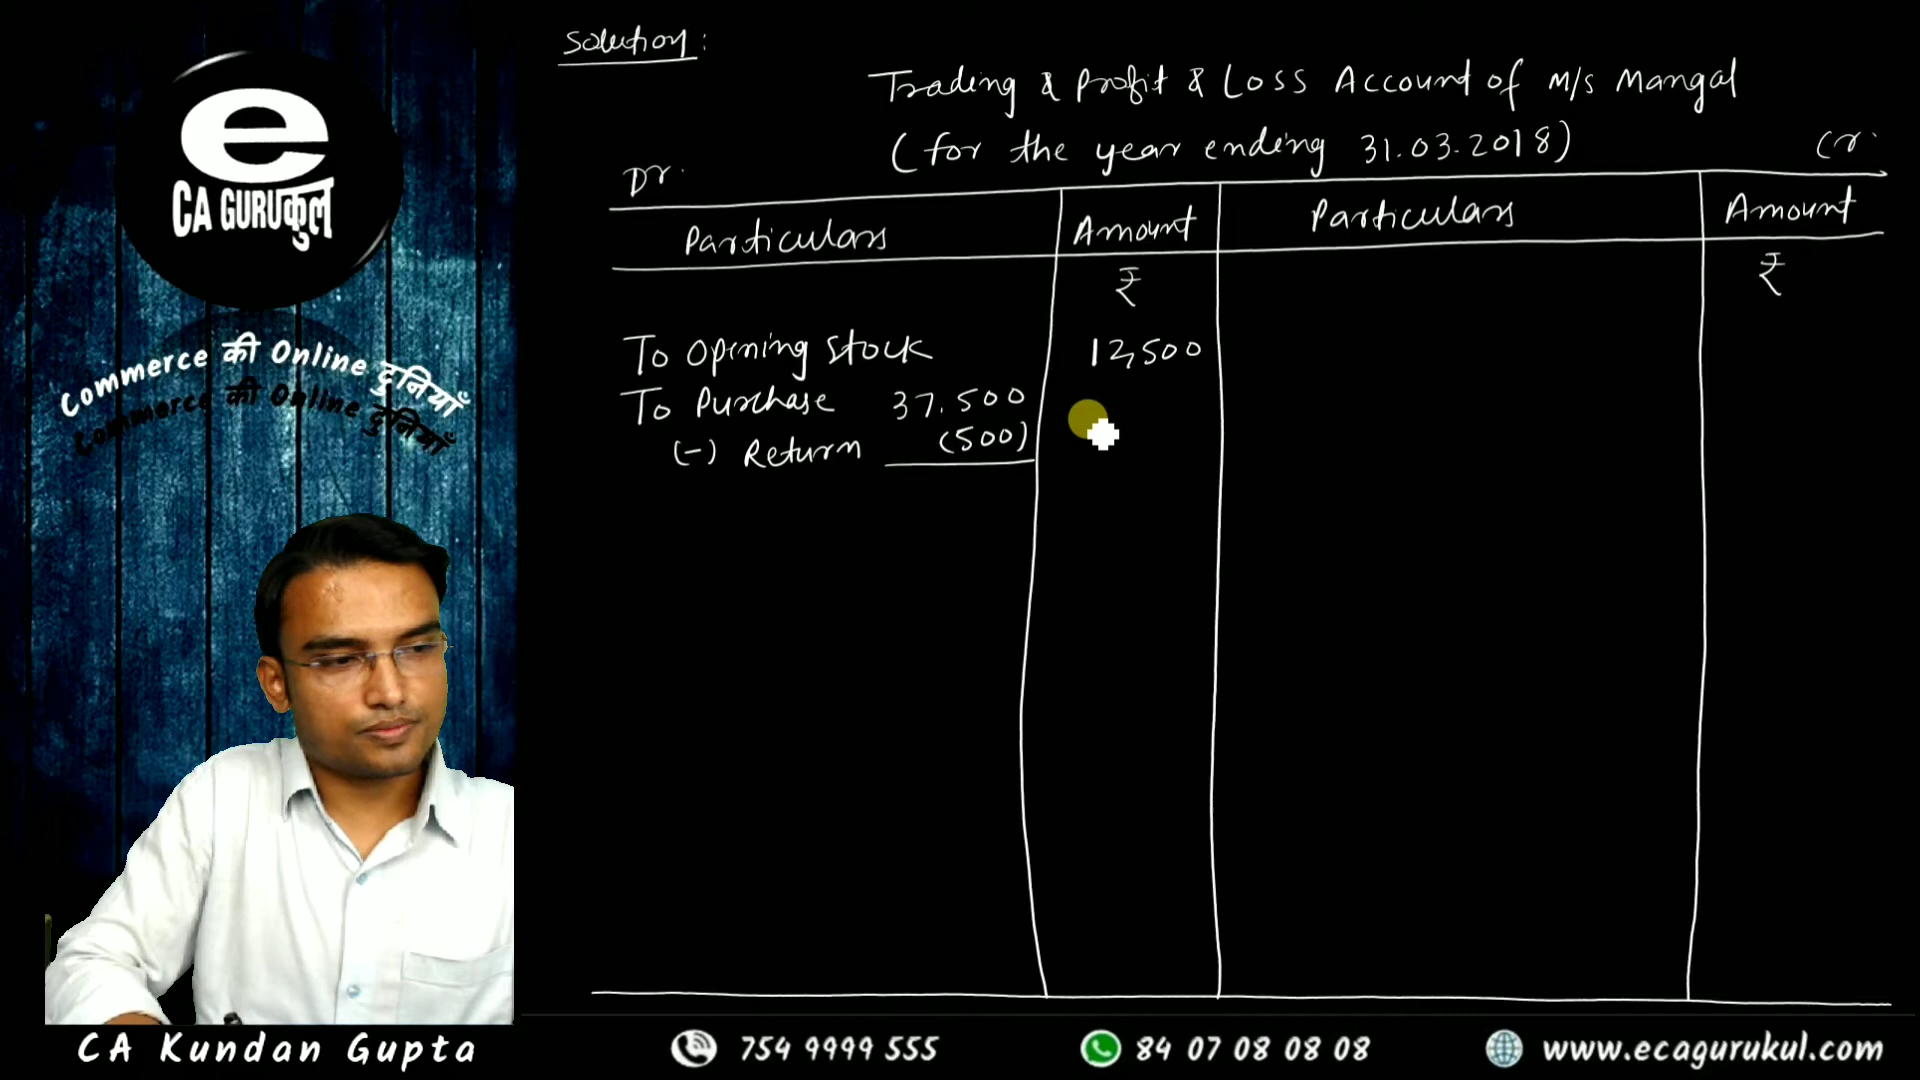 e
CA GURUकुल
Commerce की Online दुनियाँ
Commerce की Online दुनियाँ
Solution:
Trading & Profit & Loss Account of M/s Mangal
(for the year ending 31.03.2018)
Dr.
Cr.
Particulars Amount Particulars Amount
₹ ₹
To Opening Stock 12,500
To Purchase 37,500
(-) Return (500)
CA Kundan Gupta
754 9999 555
84 07 08 08 08
www.ecagurukul.com